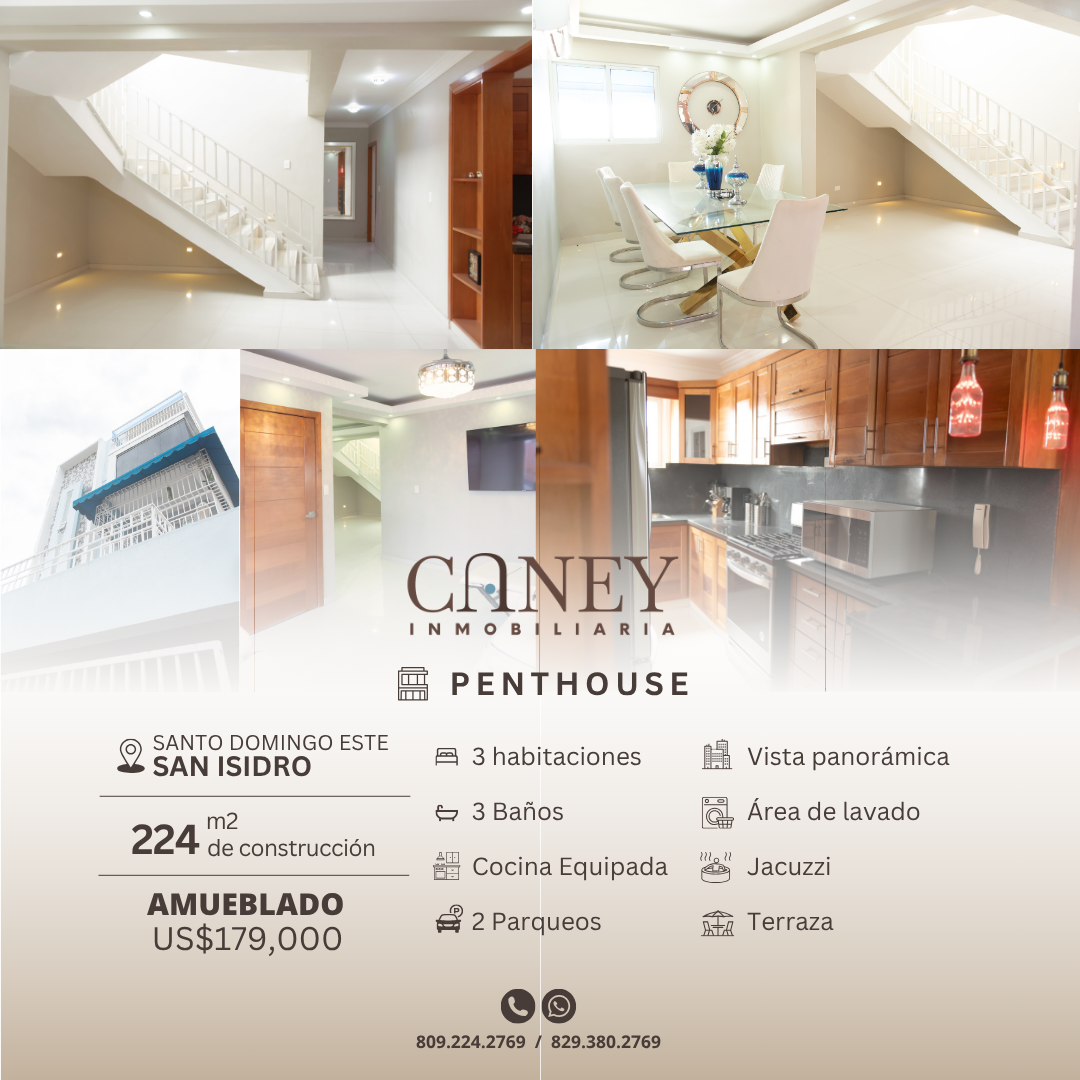 CANEY
INMOBILIARIA
PENTHOUSE
SANTO DOMINGO ESTE
SAN ISIDRO
224 m2
de construcción
AMUEBLADO
US$179,000
3 habitaciones
3 Baños
Cocina Equipada
2 Parqueos
Vista panorámica
Área de lavado
Jacuzzi
Terraza
809.224.2769 / 829.380.2769